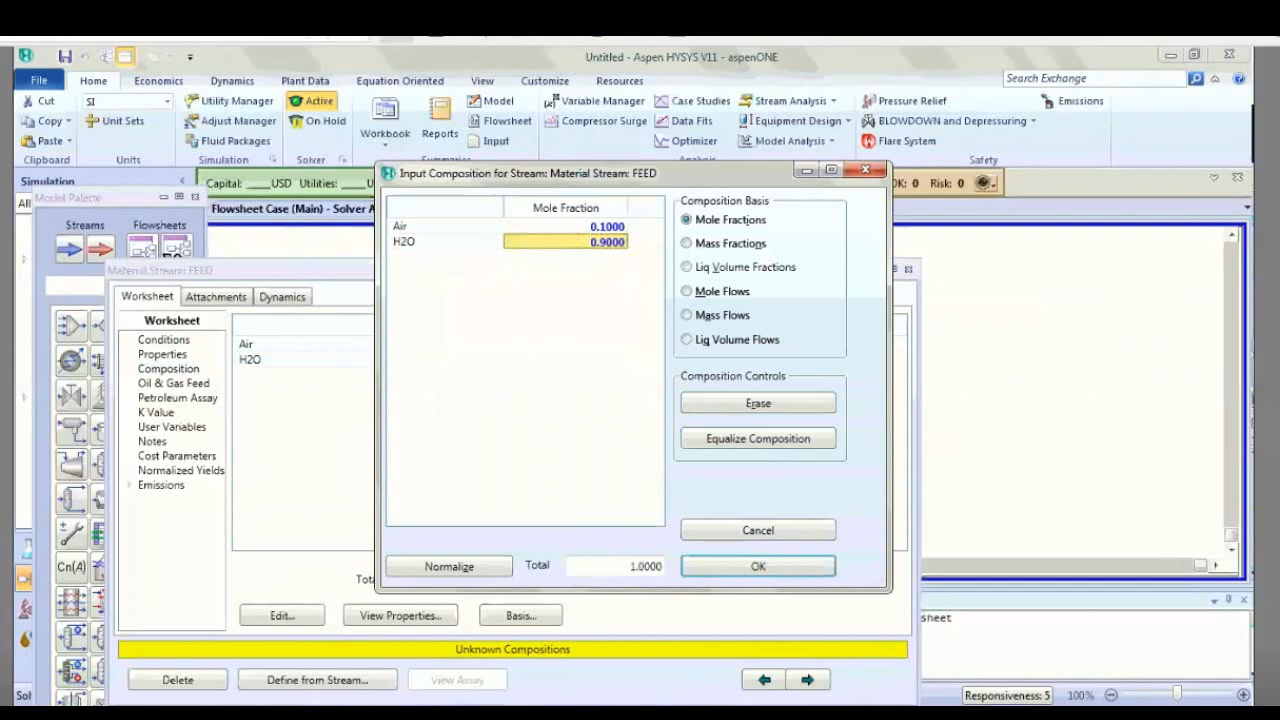 Untitled - Aspen HYSYS V11 - aspenONE
File Home Economics Dynamics Plant Data Equation Oriented View Customize Resources Search Exchange
Cut SI Utility Manager Active Model Variable Manager Case Studies Stream Analysis Pressure Relief Emissions
Copy Unit Sets Adjust Manager On Hold Workbook Reports Flowsheet Compressor Surge Data Fits Equipment Design BLOWDOWN and Depressuring
Paste Fluid Packages Input Optimizer Model Analysis Flare System
Clipboard Units Simulation Solver Safety
Simulation Capital: ____USD Utilities: ____U
Input Composition for Stream: Material Stream: FEED
OK: 0 Risk: 0
All Model Palette Flowsheet Case (Main) - Solver A
Streams Flowsheets
Material Stream: FEED
Worksheet Attachments Dynamics
Worksheet
Conditions
Properties
Composition
Oil & Gas Feed
Petroleum Assay
K Value
User Variables
Notes
Cost Parameters
Normalized Yields
Emissions
Air
H2O
Cn(A)
Mole Fraction
Air 0.1000
H2O 0.9000
Composition Basis
Mole Fractions
Mass Fractions
Liq Volume Fractions
Mole Flows
Mass Flows
Liq Volume Flows
Composition Controls
Erase
Equalize Composition
Cancel
Normalize Total 1.0000 OK
Tota
Edit... View Properties... Basis...
sheet
Unknown Compositions
Delete Define from Stream... View Assay
Sol Responsiveness: 5 100%